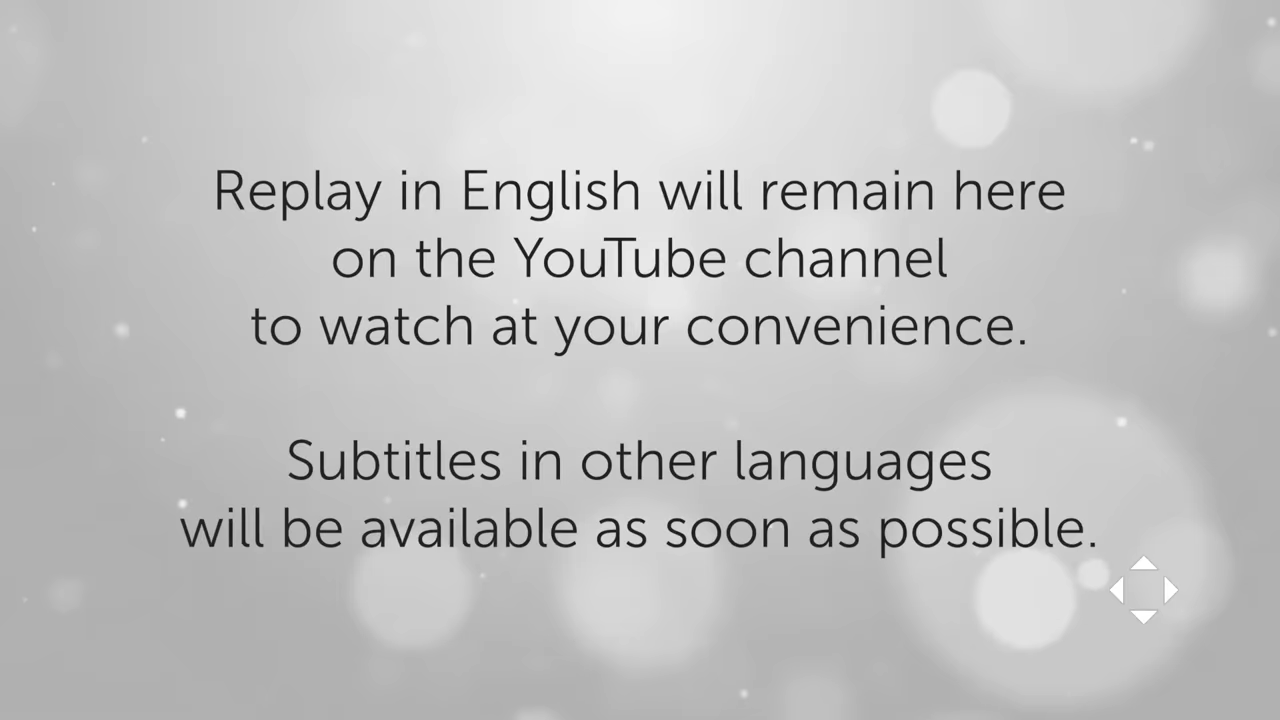 Replay in English will remain here
on the YouTube channel
to watch at your convenience.
Subtitles in other languages
will be available as soon as possible.